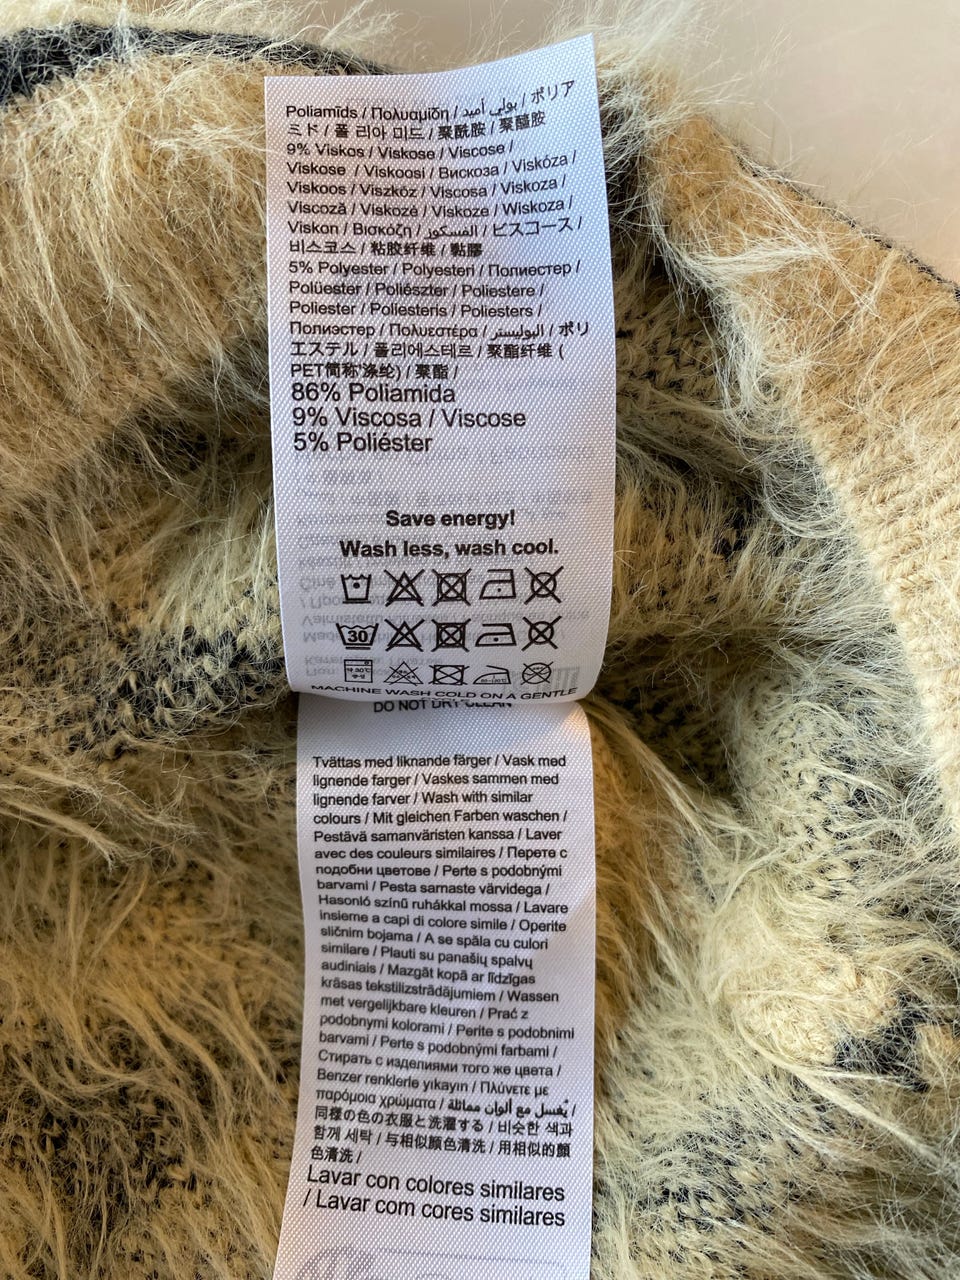 Poliamīds / Πολυαμίδη / بولي أميد / ポリア
ミド / 폴 리아 미드 / 聚酰胺 / 聚醯胺
9% Viskos / Viskose / Viscose /
Viskose / Viskoosi / Вискоза / Viskóza /
Viskoos / Viszkóz / Viscosa / Viskoza /
Viscoză / Viskozė / Viskoze / Wiskoza /
Viskon / Βισκόζη / الفسكوز / ビスコース /
비스코스 / 粘胶纤维 / 黏膠
5% Polyester / Polyesteri / Полиестер /
Polüester / Poliészter / Poliestere /
Poliester / Poliesteris / Poliesters /
Полиэстер / Πολυεστέρα / البوليستر / ポリ
エステル / 폴리에스테르 / 聚酯纤维 (
PET简称'涤纶) / 聚酯 /
86% Poliamida
9% Viscosa / Viscose
5% Poliéster
Save energy!
Wash less, wash cool.
30
MACHINE WASH COLD ON A GENTLE
DO NOT DRY CLEAN
Tvättas med liknande färger / Vask med
lignende farger / Vaskes sammen med
lignende farver / Wash with similar
colours / Mit gleichen Farben waschen /
Pestävä samanväristen kanssa / Laver
avec des couleurs similaires / Перете с
подобни цветове / Perte s podobnými
barvami / Pesta sarnaste värvidega /
Hasonló színű ruhákkal mossa / Lavare
insieme a capi di colore simile / Operite
sličnim bojama / A se spăla cu culori
similare / Plauti su panašių spalvų
audiniais / Mazgāt kopā ar līdzīgas
krāsas tekstilizstrādājumiem / Wassen
met vergelijkbare kleuren / Prać z
podobnymi kolorami / Perite s podobnimi
barvami / Perte s podobnými farbami /
Стирать с изделиями того же цвета /
Benzer renklerle yıkayın / Πλύνετε με
παρόμοια χρώματα / يُغسل مع ألوان مماثلة /
同様の色の衣服と洗濯する / 비슷한 색과
함께 세탁 / 与相似颜色清洗 / 用相似的顏
色清洗 /
Lavar con colores similares
/ Lavar com cores similares